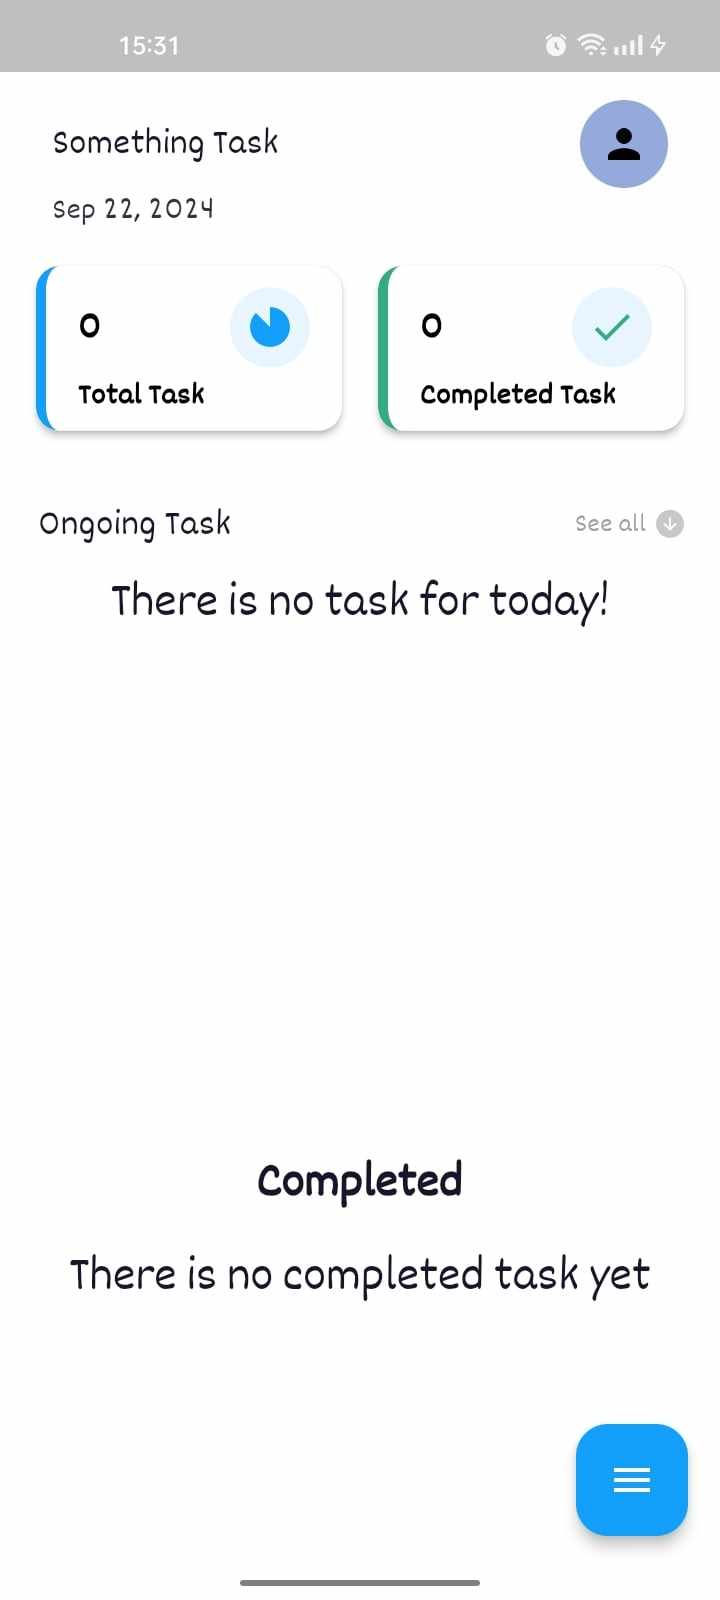 15:31
Something Task
Sep 22, 2024
0
Total Task
0
Completed Task
Ongoing Task
See all
There is no task for today!
Completed
There is no completed task yet